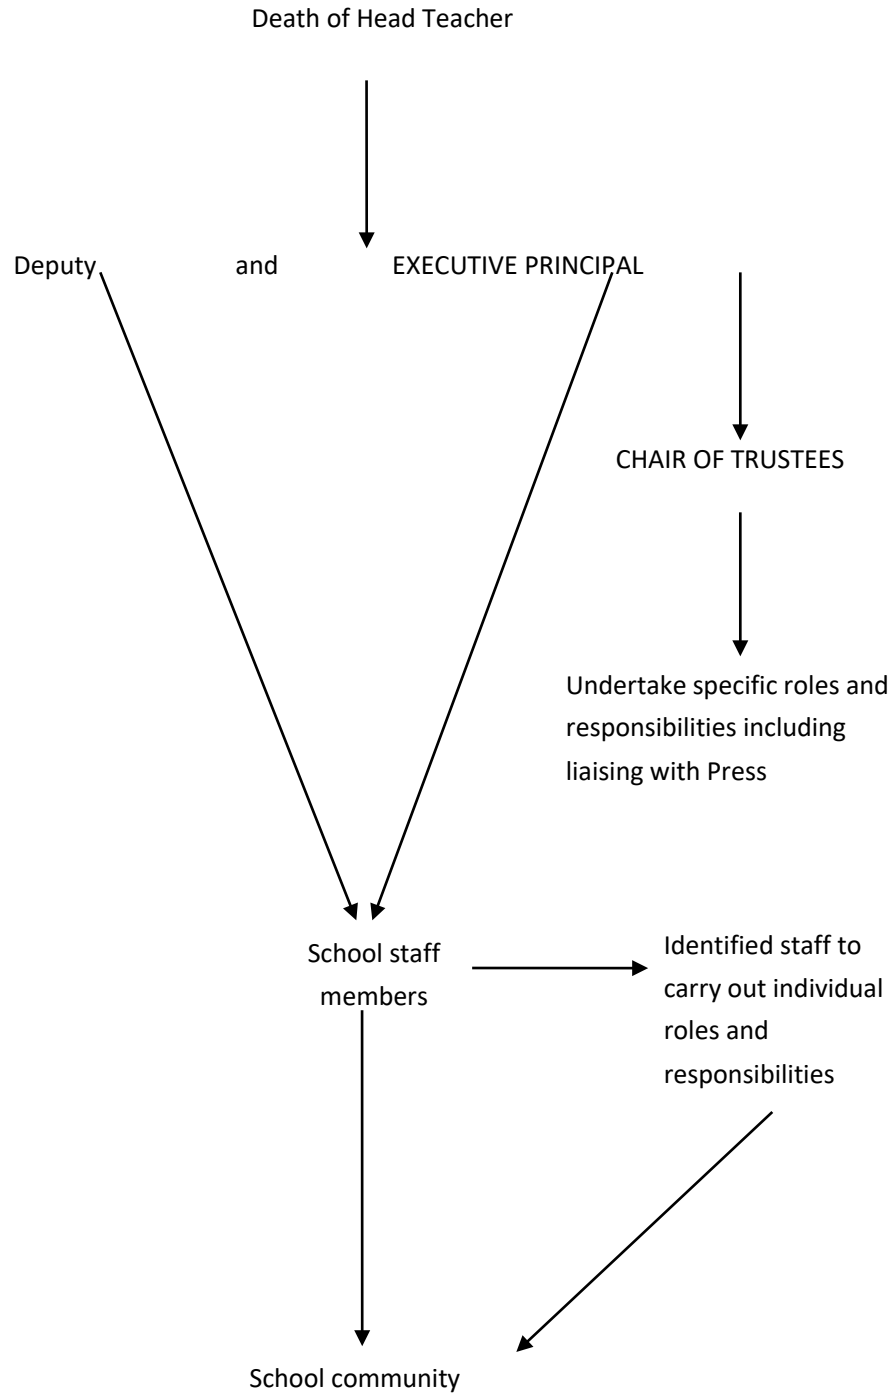 Death of Head Teacher
Deputy and EXECUTIVE PRINCIPAL
CHAIR OF TRUSTEES
Undertake specific roles and
responsibilities including
liaising with Press
School staff
members
Identified staff to
carry out individual
roles and
responsibilities
School community